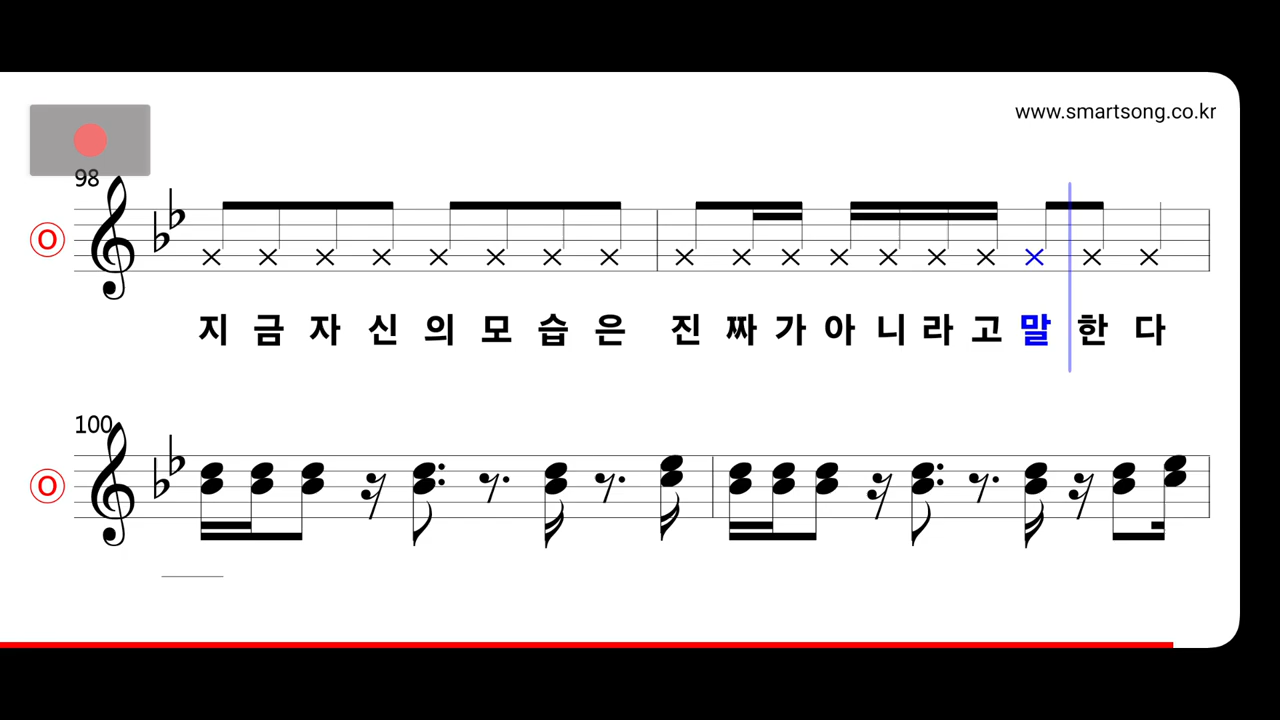 www.smartsong.co.kr
98
O
지 금 자 신 의 모 습 은 진 짜 가 아 니 라 고 말 한 다
100
O